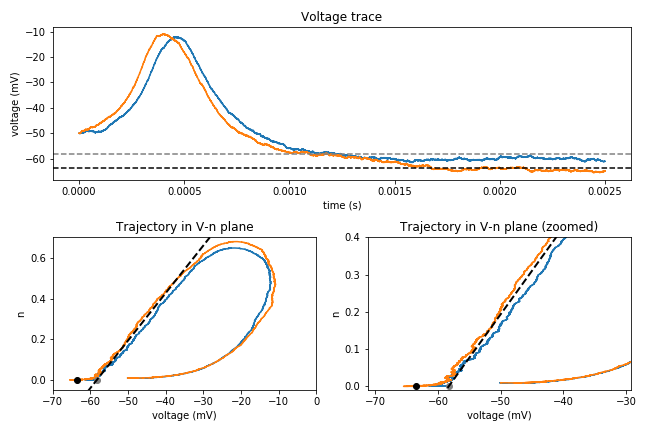 Voltage trace
voltage (mV)
−10
−20
−30
−40
−50
−60
0.0000 0.0005 0.0010 0.0015 0.0020 0.0025
time (s)
Trajectory in V-n plane
n
0.6
0.4
0.2
0.0
−70 −60 −50 −40 −30 −20 −10 0
voltage (mV)
Trajectory in V-n plane (zoomed)
n
0.4
0.3
0.2
0.1
0.0
−70 −60 −50 −40 −30
voltage (mV)